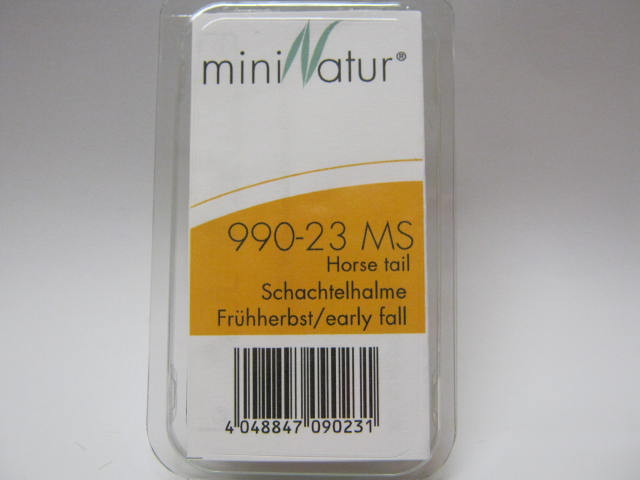 miniNatur®
990-23 MS
Horse tail
Schachtelhalme
Frühherbst/early fall
4 048847 090231